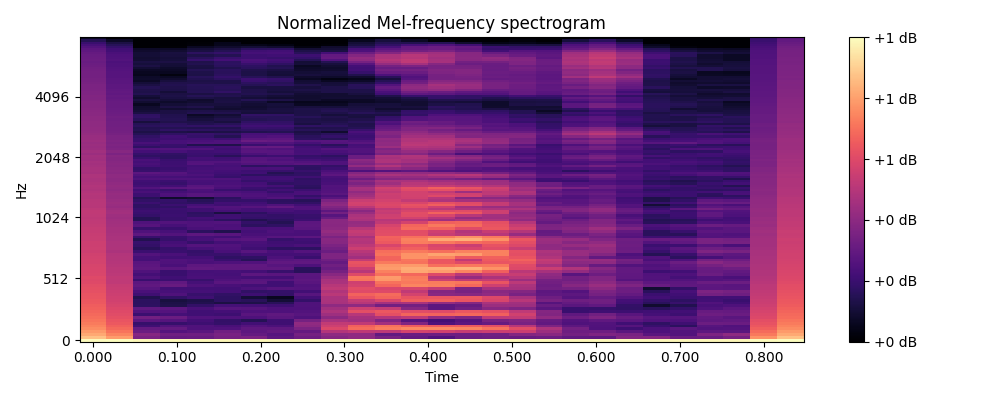 Normalized Mel-frequency spectrogram
Hz
4096
2048
1024
512
0
0.000 0.100 0.200 0.300 0.400 0.500 0.600 0.700 0.800
Time
+1 dB
+1 dB
+1 dB
+0 dB
+0 dB
+0 dB